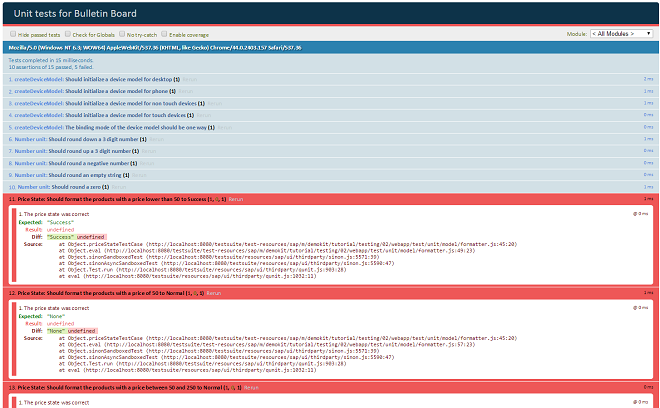 Unit tests for Bulletin Board
Hide passed tests Check for Globals No try-catch Enable coverage Module: < All Modules >
Mozilla/5.0 (Windows NT 6.3; WOW64) AppleWebKit/537.36 (KHTML, like Gecko) Chrome/44.0.2403.157 Safari/537.36
Tests completed in 15 milliseconds.
10 assertions of 15 passed, 5 failed.
1. createDeviceModel: Should initialize a device model for desktop (1) Rerun 2 ms
2. createDeviceModel: Should initialize a device model for phone (1) Rerun 1 ms
3. createDeviceModel: Should initialize a device model for non touch devices (1) Rerun 1 ms
4. createDeviceModel: Should initialize a device model for touch devices (1) Rerun 0 ms
5. createDeviceModel: The binding mode of the device model should be one way (1) Rerun 0 ms
6. Number unit: Should round down a 3 digit number (1) Rerun 1 ms
7. Number unit: Should round up a 3 digit number (1) Rerun 0 ms
8. Number unit: Should round a negative number (1) Rerun 0 ms
9. Number unit: Should round an empty string (1) Rerun 0 ms
10. Number unit: Should round a zero (1) Rerun 0 ms
11. Price State: Should format the products with a price lower than 50 to Success (1, 0, 1) Rerun 1 ms
1. The price state was correct @ 0 ms
Expected: "Success"
Result: undefined
Diff: "Success" undefined
Source: at Object.priceStateTestCase (http://localhost:8080/testsuite/test-resources/sap/m/demokit/tutorial/testing/02/webapp/test/unit/model/formatter.js:45:20)
at Object.eval (http://localhost:8080/testsuite/test-resources/sap/m/demokit/tutorial/testing/02/webapp/test/unit/model/formatter.js:49:23)
at Object.sinonSandboxedTest (http://localhost:8080/testsuite/resources/sap/ui/thirdparty/sinon.js:5571:39)
at Object.sinonAsyncSandboxedTest (http://localhost:8080/testsuite/resources/sap/ui/thirdparty/sinon.js:5590:47)
at Object.Test.run (http://localhost:8080/testsuite/resources/sap/ui/thirdparty/qunit.js:903:28)
at eval (http://localhost:8080/testsuite/resources/sap/ui/thirdparty/qunit.js:1032:11)
12. Price State: Should format the products with a price of 50 to Normal (1, 0, 1) Rerun 1 ms
1. The price state was correct @ 0 ms
Expected: "None"
Result: undefined
Diff: "None" undefined
Source: at Object.priceStateTestCase (http://localhost:8080/testsuite/test-resources/sap/m/demokit/tutorial/testing/02/webapp/test/unit/model/formatter.js:45:20)
at Object.eval (http://localhost:8080/testsuite/test-resources/sap/m/demokit/tutorial/testing/02/webapp/test/unit/model/formatter.js:57:23)
at Object.sinonSandboxedTest (http://localhost:8080/testsuite/resources/sap/ui/thirdparty/sinon.js:5571:39)
at Object.sinonAsyncSandboxedTest (http://localhost:8080/testsuite/resources/sap/ui/thirdparty/sinon.js:5590:47)
at Object.Test.run (http://localhost:8080/testsuite/resources/sap/ui/thirdparty/qunit.js:903:28)
at eval (http://localhost:8080/testsuite/resources/sap/ui/thirdparty/qunit.js:1032:11)
13. Price State: Should format the products with a price between 50 and 250 to Normal (1, 0, 1) Rerun 0 ms
1. The price state was correct @ 0 ms